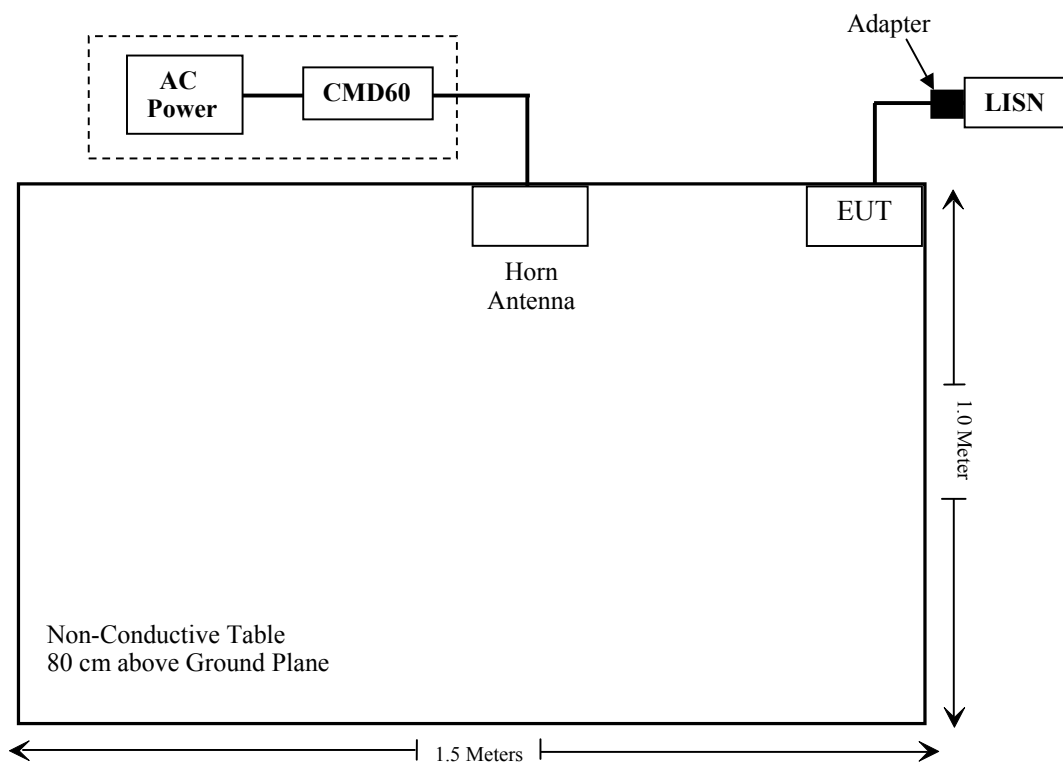 Adapter
AC
Power
CMD60
LISN
EUT
Horn
Antenna
1.0 Meter
Non-Conductive Table
80 cm above Ground Plane
1.5 Meters